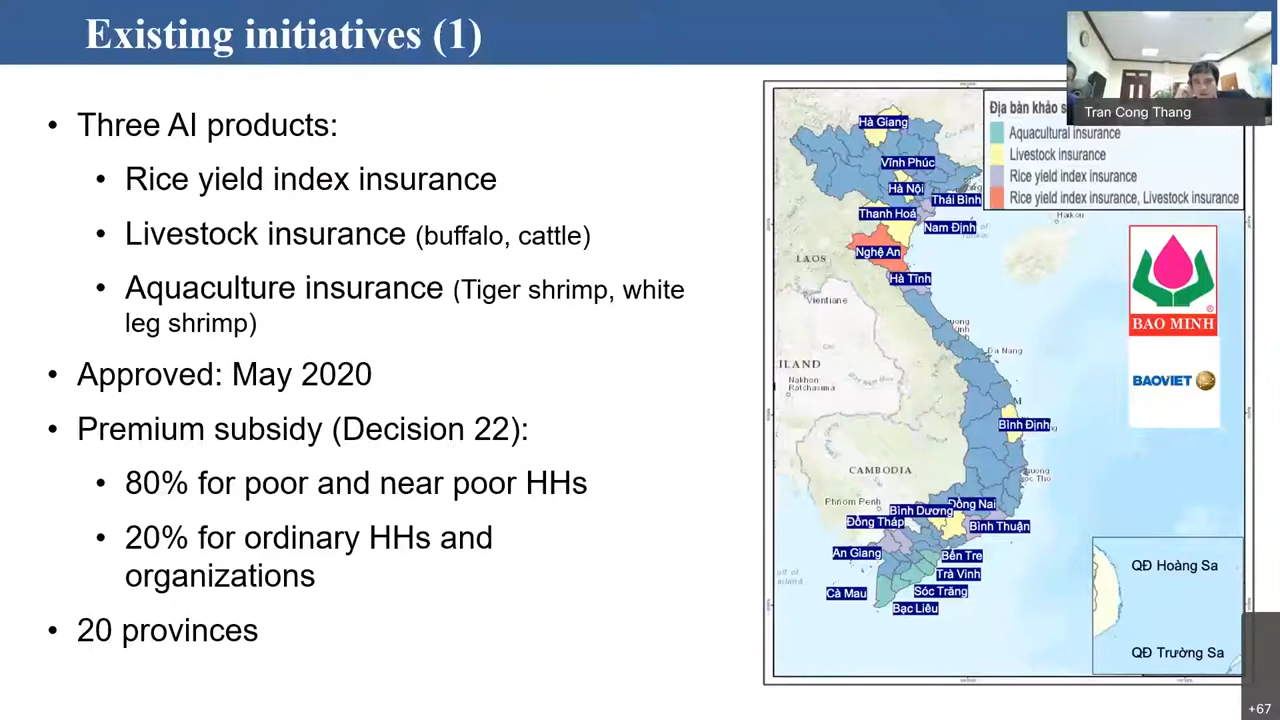 Existing initiatives (1)
• Three AI products:
• Rice yield index insurance
• Livestock insurance (buffalo, cattle)
• Aquaculture insurance (Tiger shrimp, white
leg shrimp)
• Approved: May 2020
• Premium subsidy (Decision 22):
• 80% for poor and near poor HHs
• 20% for ordinary HHs and
organizations
• 20 provinces
Tran Cong Thang
Địa bàn khảo s
Aquacultural insurance
Livestock insurance
Rice yield index insurance
Rice yield index insurance, Livestock insurance
Hà Giang
Vĩnh Phúc
Hà Nội
Thái Bình
Thanh Hoá
Nam Định
Nghệ An
Hà Tĩnh
Haikou
LAOS
Vientiane
BAO MINH
BAOVIET
Da Nang
ILAND
Nakhon
Ratchasima
Bình Định
CAMBODIA
Phnom Penh
Đồng Nai
Bình Dương
Đồng Tháp
Bình Thuận
An Giang
Bến Tre
Trà Vinh
Cà Mau
Sóc Trăng
Bạc Liêu
QĐ Hoàng Sa
QĐ Trường Sa
+67